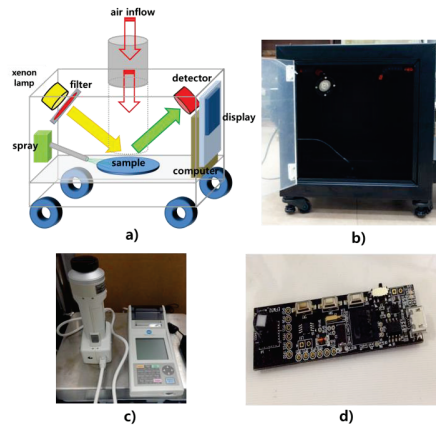 air inflow
xenon
lamp
filter
detector
display
spray
sample
computer
a)
b)
c)
d)